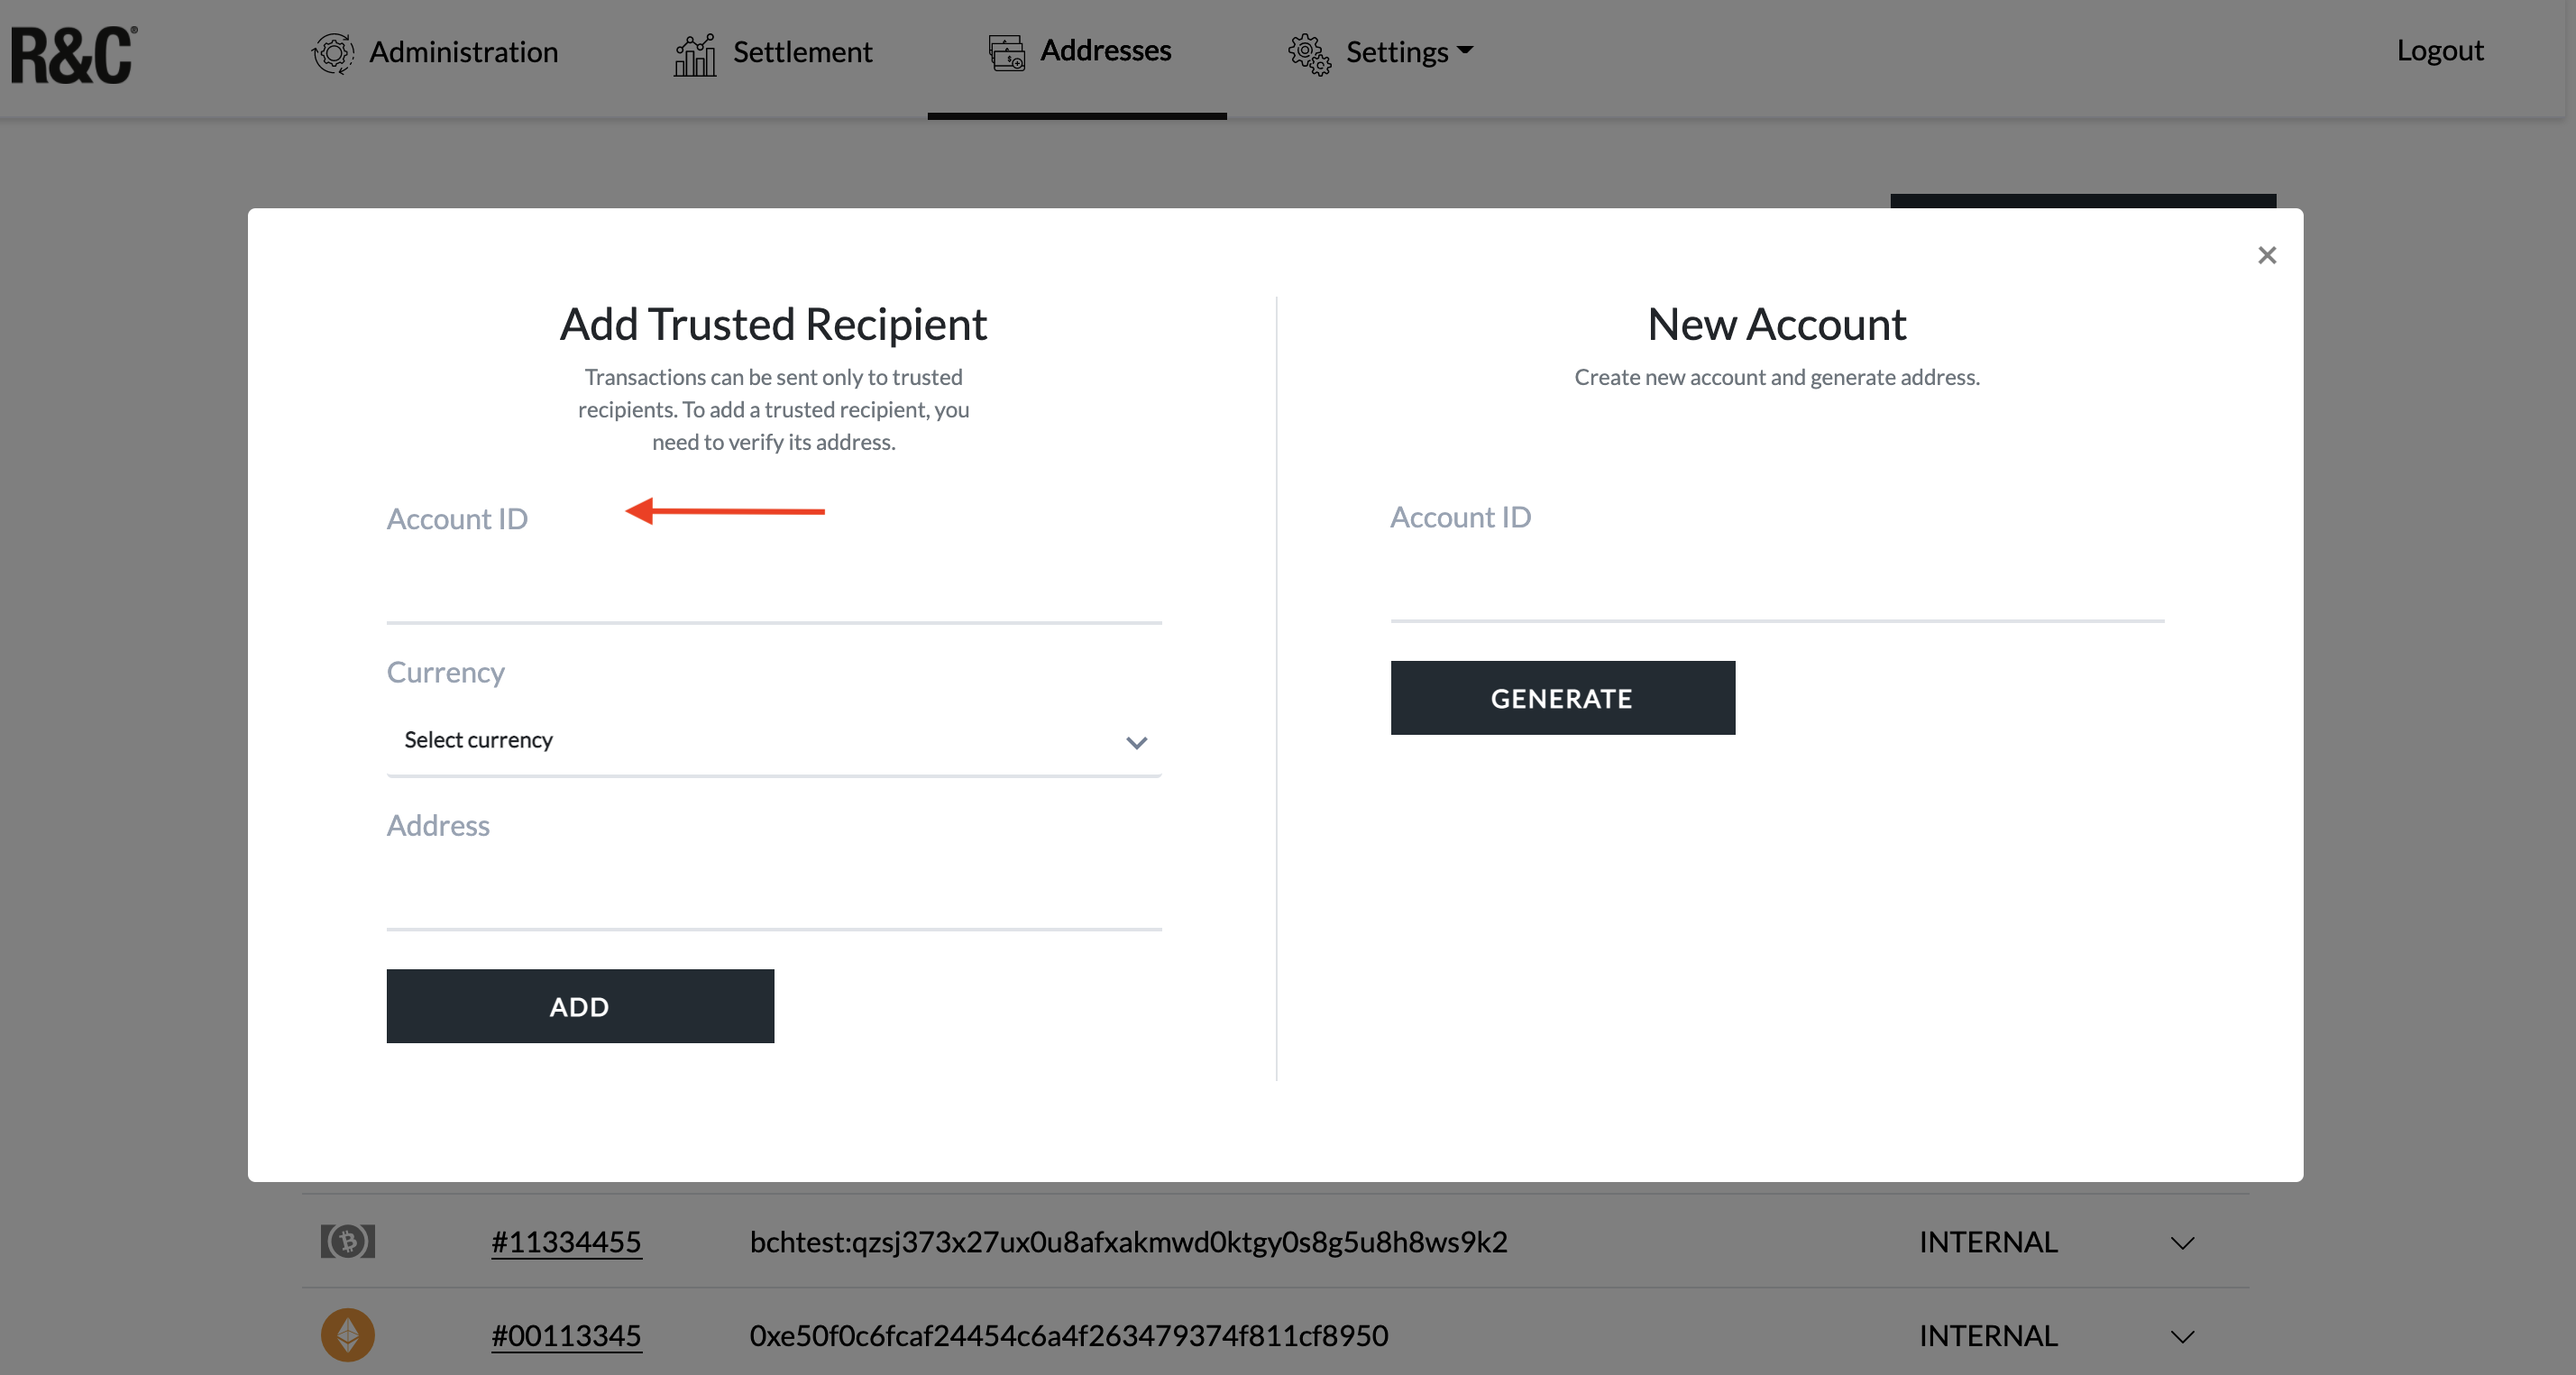 R&C®
Administration
Settlement
Addresses
Settings
Logout
×
Add Trusted Recipient
Transactions can be sent only to trusted
recipients. To add a trusted recipient, you
need to verify its address.
Account ID
Currency
Select currency
Address
ADD
New Account
Create new account and generate address.
Account ID
GENERATE
#11334455 bchtest:qzsj373x27ux0u8afxakmwd0ktgy0s8g5u8h8ws9k2 INTERNAL
#00113345 0xe50f0c6fcaf24454c6a4f263479374f811cf8950 INTERNAL